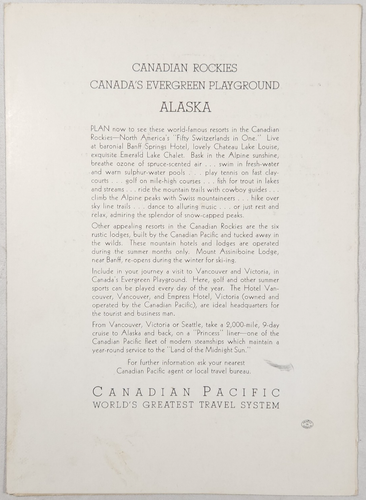 CANADIAN ROCKIES
CANADA'S EVERGREEN PLAYGROUND
ALASKA
PLAN now to see these world-famous resorts in the Canadian
Rockies—North America's "Fifty Switzerlands in One." Live
at baronial Banff Springs Hotel, lovely Chateau Lake Louise,
exquisite Emerald Lake Chalet. Bask in the Alpine sunshine,
breathe ozone of spruce-scented air . . . swim in fresh-water
and warm sulphur-water pools . . . play tennis on fast clay-
courts . . . . golf on mile-high courses . . . fish for trout in lakes
and streams . . . ride the mountain trails with cowboy guides . . .
climb the Alpine peaks with Swiss mountaineers . . . . hike over
sky line trails . . . . dance to alluring music . . . . or just rest and
relax, admiring the splendor of snow-capped peaks.
Other appealing resorts in the Canadian Rockies are the six
rustic lodges, built by the Canadian Pacific and tucked away in
the wilds. These mountain hotels and lodges are operated
during the summer months only. Mount Assiniboine Lodge,
near Banff, re-opens during the winter for ski-ing.
Include in your journey a visit to Vancouver and Victoria, in
Canada's Evergreen Playground. Here, golf and other summer
sports can be played every day of the year. The Hotel Van-
couver, Vancouver, and Empress Hotel, Victoria (owned and
operated by the Canadian Pacific), are ideal headquarters for
the tourist and business man.
From Vancouver, Victoria or Seattle, take a 2,000-mile, 9-day
cruise to Alaska and back, on a "Princess" liner—one of the
Canadian Pacific fleet of modern steamships which maintain a
year-round service to the "Land of the Midnight Sun."
For further information ask your nearest
Canadian Pacific agent or local travel bureau.
CANADIAN PACIFIC
WORLD'S GREATEST TRAVEL SYSTEM